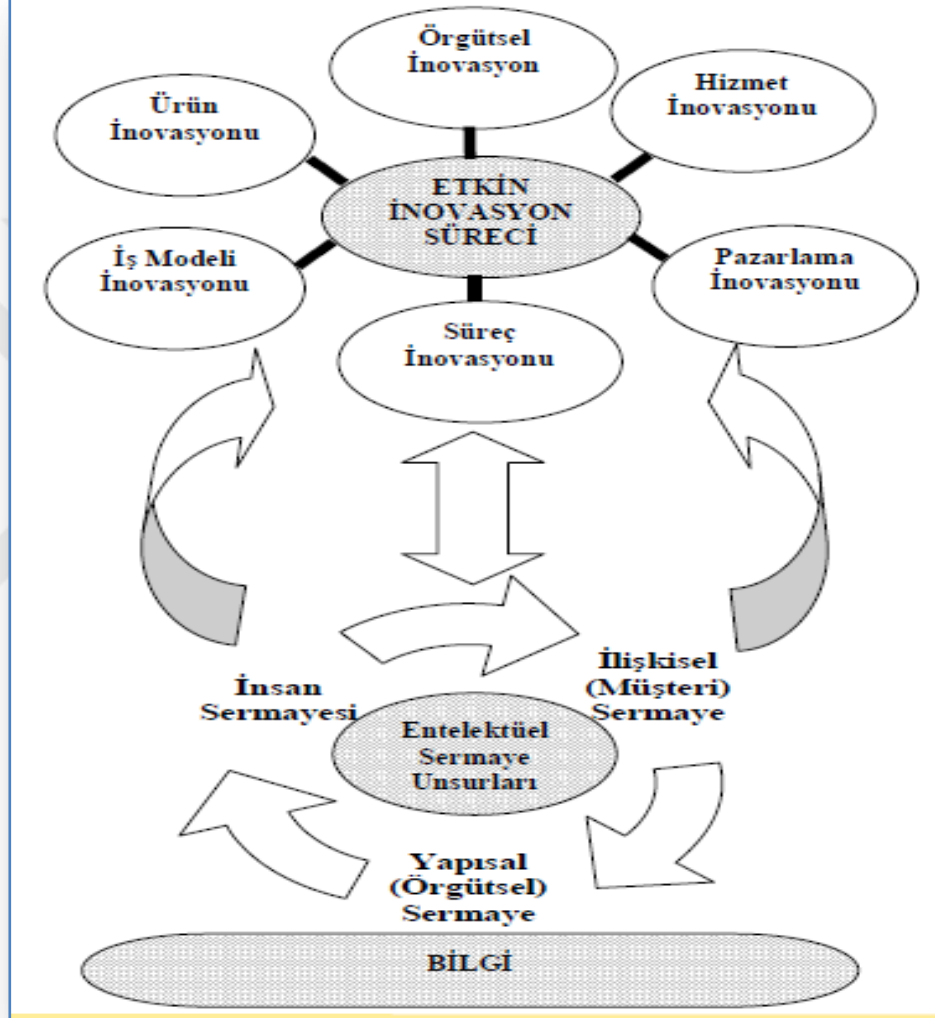 Örgütsel
İnovasyon
Ürün
İnovasyonu
Hizmet
İnovasyonu
ETKİN
İNOVASYON
SÜRECİ
İş Modeli
İnovasyonu
Pazarlama
İnovasyonu
Süreç
İnovasyonu
İnsan
Sermayesi
İlişkisel
(Müşteri)
Sermaye
Entelektüel
Sermaye
Unsurları
Yapısal
(Örgütsel)
Sermaye
BİLGİ